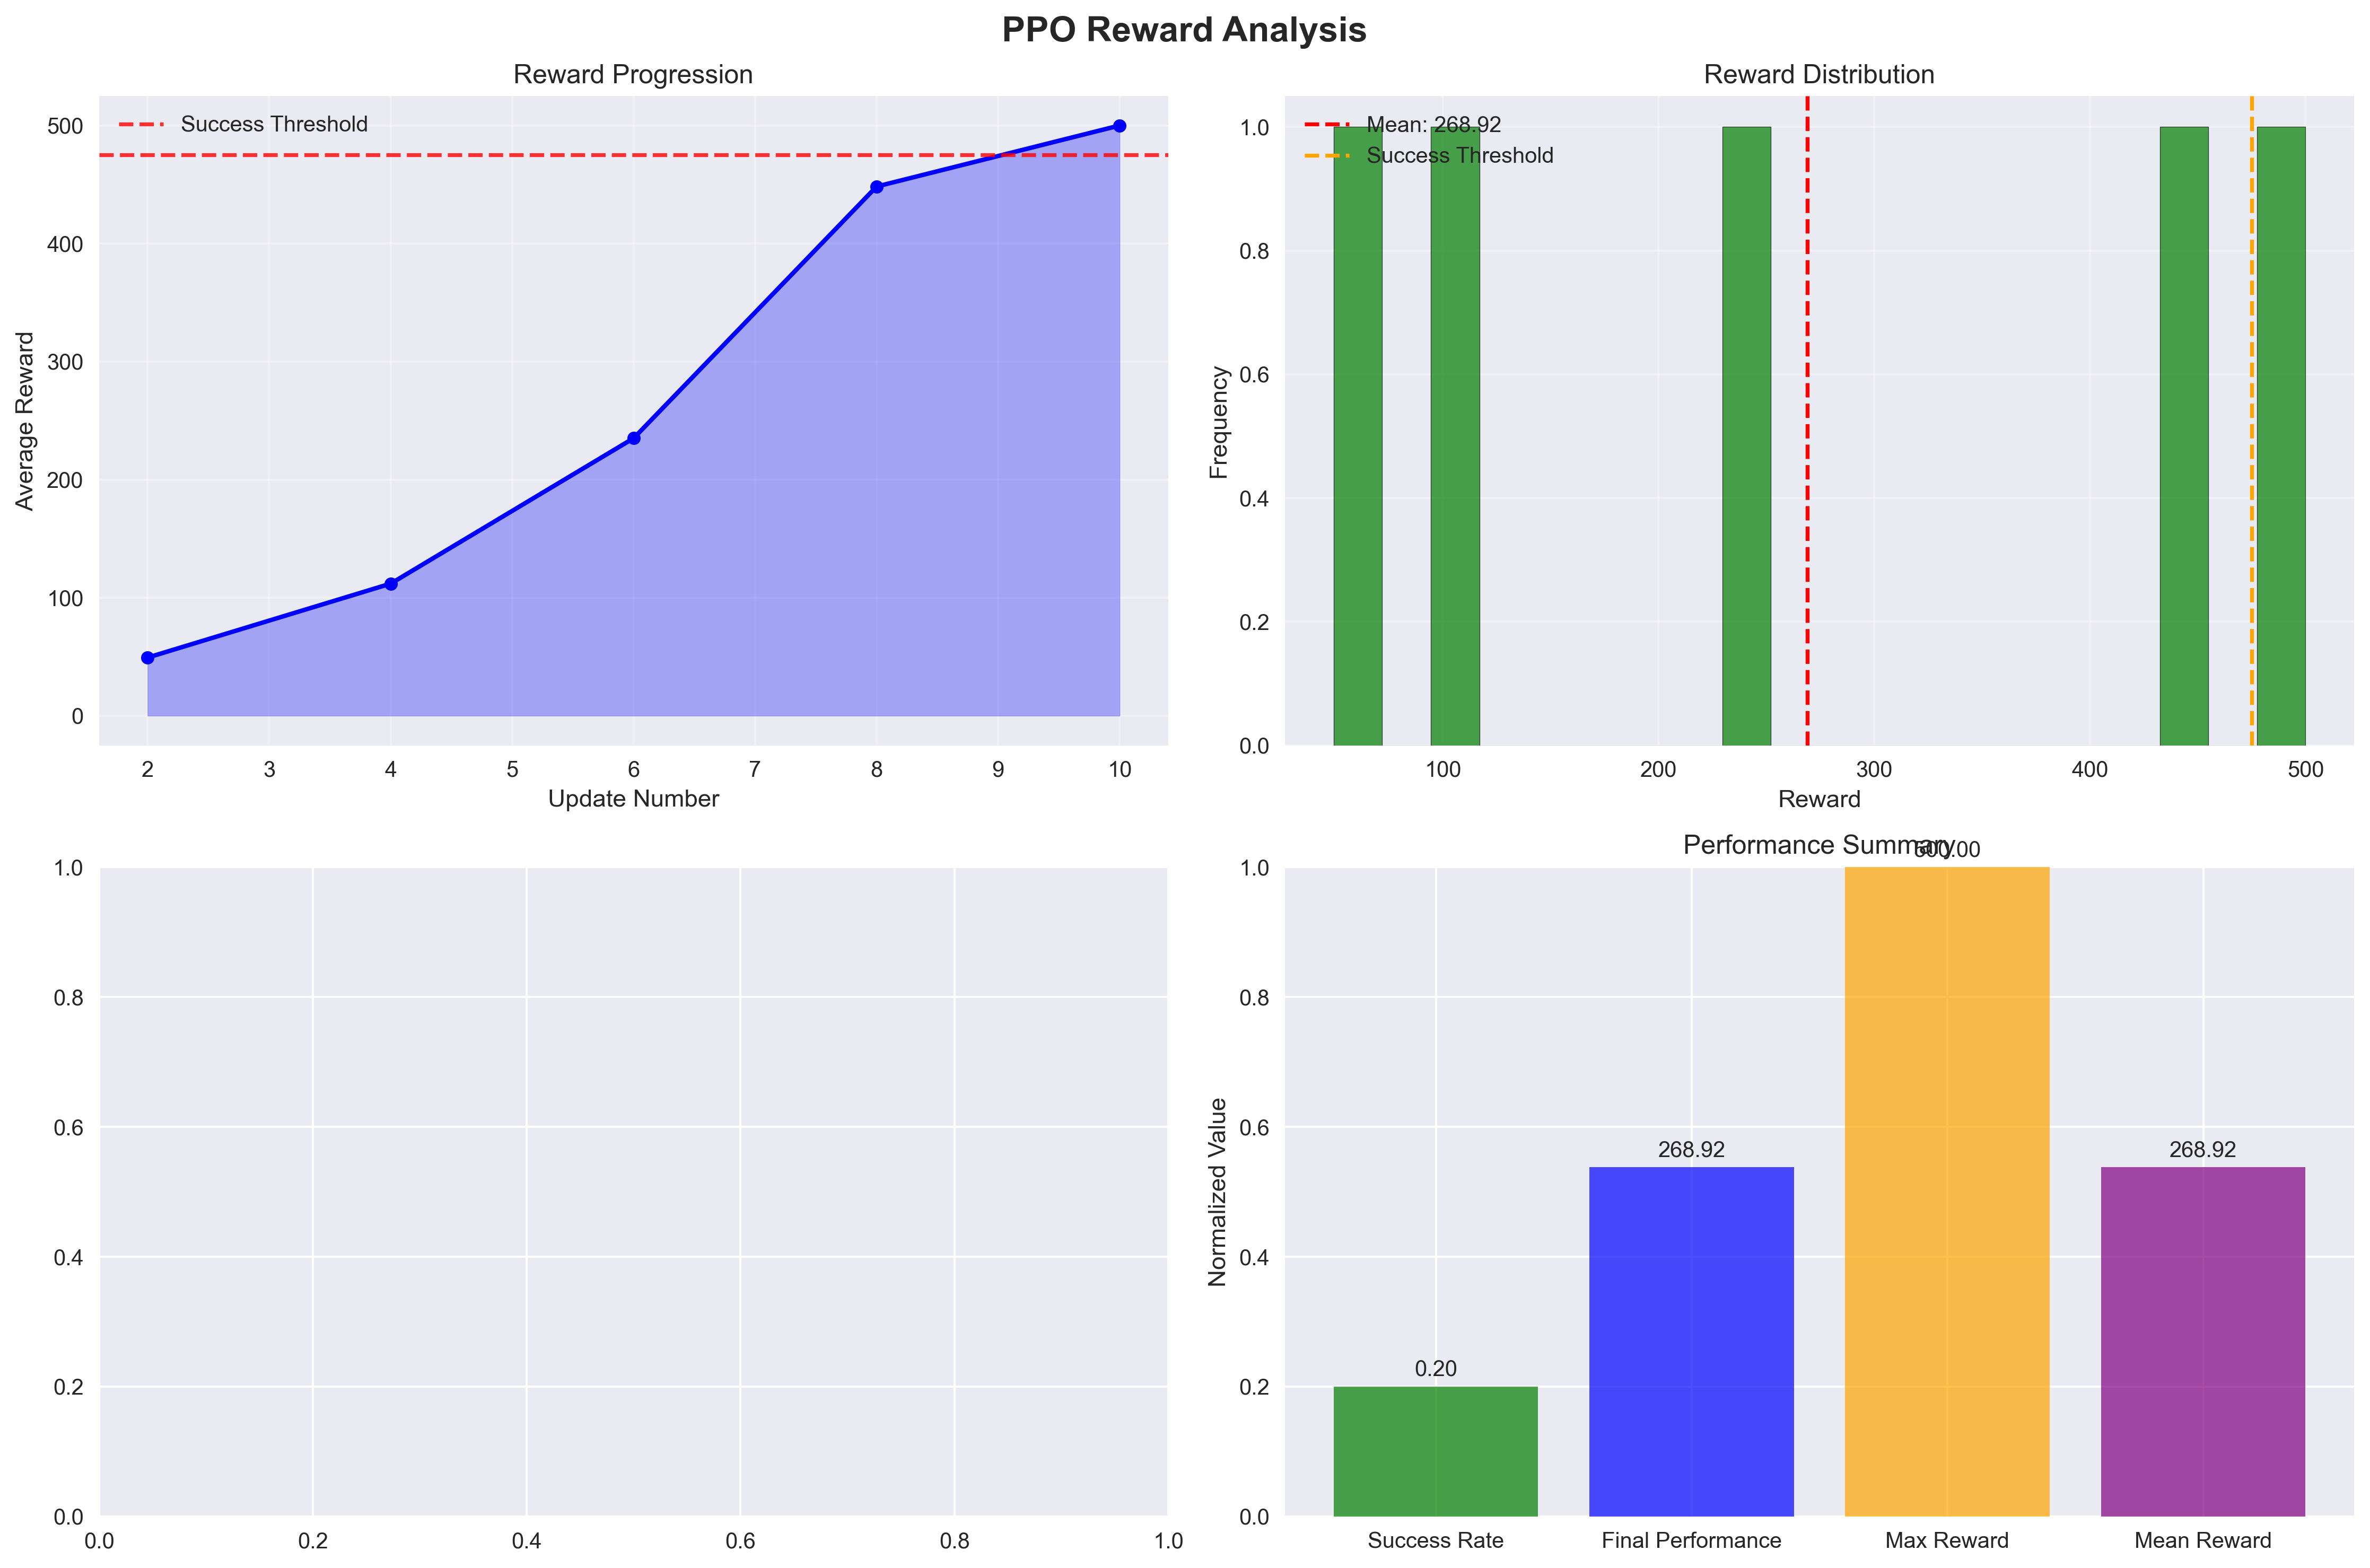 PPO Reward Analysis
Reward Progression
Success Threshold
500
400
300
200
100
0
Average Reward
2 3 4 5 6 7 8 9 10
Update Number
Reward Distribution
Mean: 268.92
Success Threshold
1.0
0.8
0.6
0.4
0.2
0.0
Frequency
100 200 300 400 500
Reward
1.0
0.8
0.6
0.4
0.2
0.0
0.0 0.2 0.4 0.6 0.8 1.0
Performance Summary
500.00
1.0
0.8
0.6
0.4
0.2
0.0
Normalized Value
268.92
268.92
0.20
Success Rate Final Performance Max Reward Mean Reward